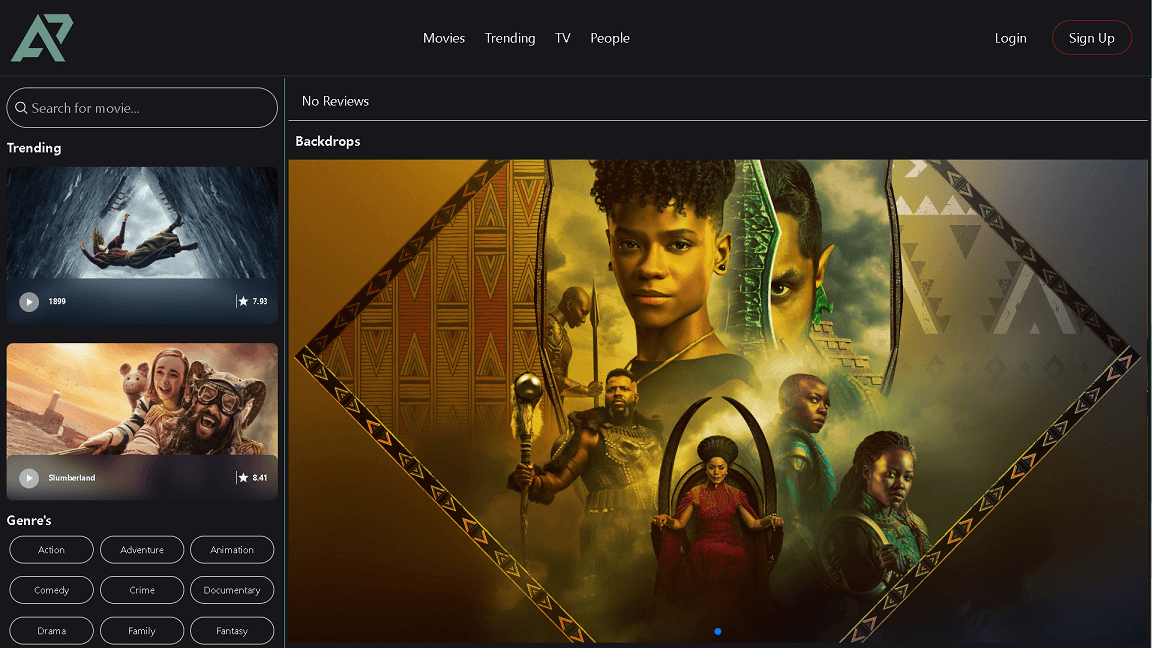 Movies Trending TV People
Login Sign Up
Search for movie...
Trending
1899 7.93
Slumberland 8.41
Genre's
Action Adventure Animation
Comedy Crime Documentary
Drama Family Fantasy
No Reviews
Backdrops